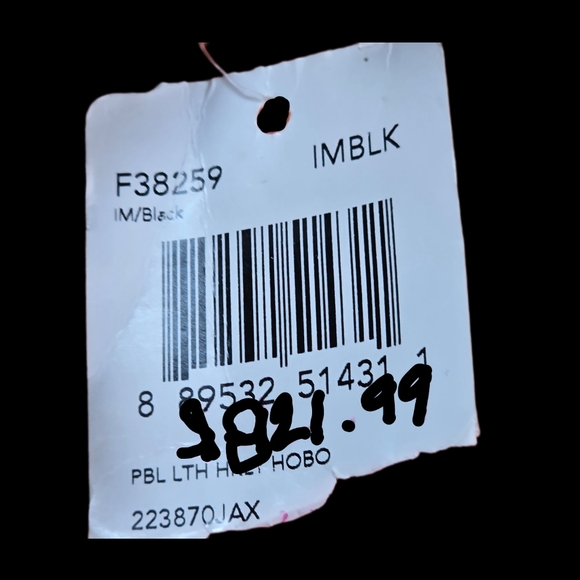 F38259 IMBLK
IM/Black
8 89532 51431 1
$821.99
PBL LTH HOBO
223870JAX